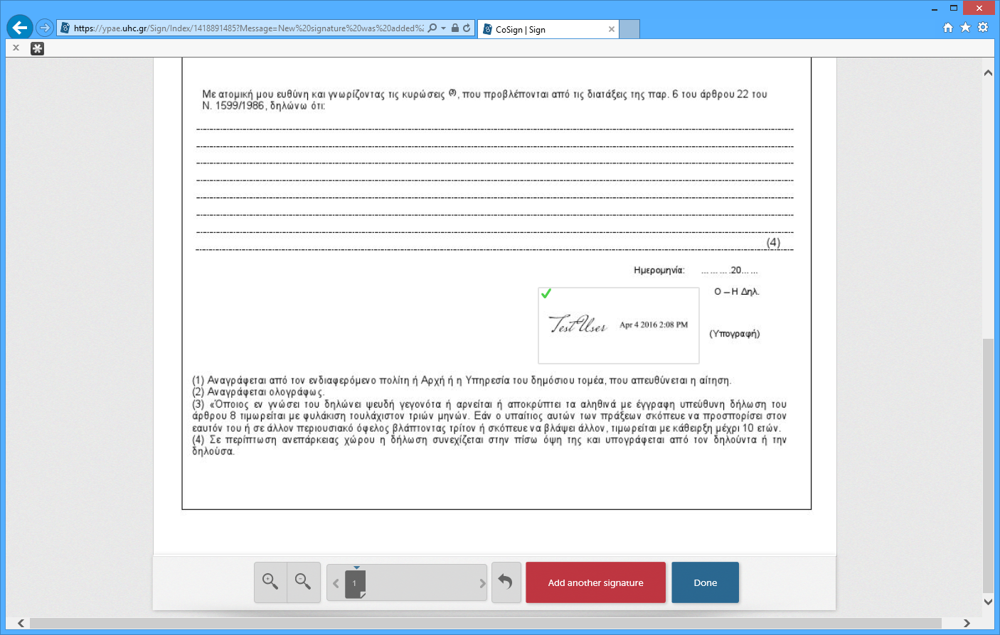 https://ypae.uhc.gr/Sign/Index/1418891485?Message=New%20signature%20was%20added%2
CoSign | Sign
Με ατομική μου ευθύνη και γνωρίζοντας τις κυρώσεις (3), που προβλέπονται από τις διατάξεις της παρ. 6 του άρθρου 22 του
Ν. 1599/1986, δηλώνω ότι:
(4)
Ημερομηνία: ... ... ... .20... ...
Ο – Η Δηλ.
Test User Apr 4 2016 2:08 PM
(Υπογραφή)
(1) Αναγράφεται από τον ενδιαφερόμενο πολίτη ή Αρχή ή η Υπηρεσία του δημόσιου τομέα, που απευθύνεται η αίτηση.
(2) Αναγράφεται ολογράφως.
(3) «Όποιος εν γνώσει του δηλώνει ψευδή γεγονότα ή αρνείται ή αποκρύπτει τα αληθινά με έγγραφη υπεύθυνη δήλωση του
άρθρου 8 τιμωρείται με φυλάκιση τουλάχιστον τριών μηνών. Εάν ο υπαίτιος αυτών των πράξεων σκόπευε να προσπορίσει στον
εαυτόν του ή σε άλλον περιουσιακό όφελος βλάπτοντας τρίτον ή σκόπευε να βλάψει άλλον, τιμωρείται με κάθειρξη μέχρι 10 ετών.
(4) Σε περίπτωση ανεπάρκειας χώρου η δήλωση συνεχίζεται στην πίσω όψη της και υπογράφεται από τον δηλούντα ή την
δηλούσα.
1
Add another signature
Done